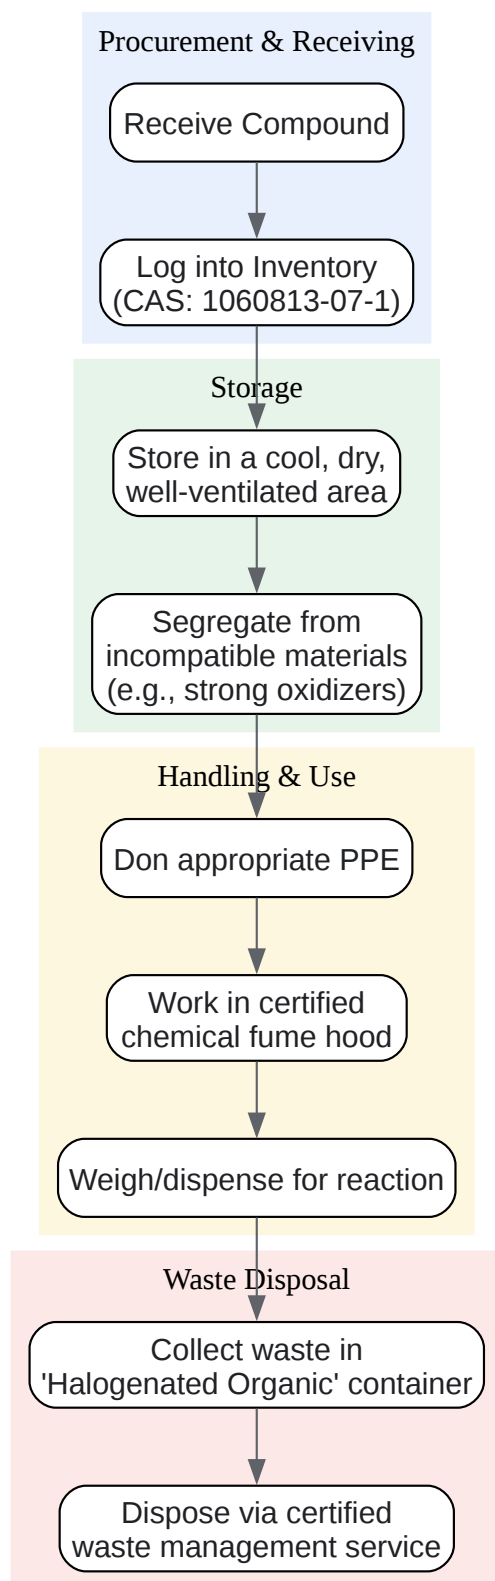 Procurement & Receiving
Receive Compound
Log into Inventory
(CAS: 1060813-07-1)
Storage
Store in a cool, dry,
well-ventilated area
Segregate from
incompatible materials
(e.g., strong oxidizers)
Handling & Use
Don appropriate PPE
Work in certified
chemical fume hood
Weigh/dispense for reaction
Waste Disposal
Collect waste in
'Halogenated Organic' container
Dispose via certified
waste management service